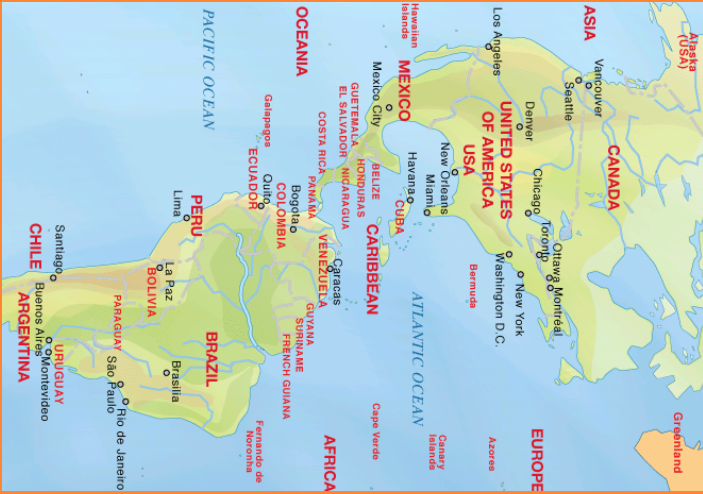 Alaska
(USA)
Greenland
CANADA
ASIA
Vancouver
Seattle
Ottawa
Montréal
Toronto
EUROPE
Chicago
Denver
New York
Washington D.C.
UNITED STATES
OF AMERICA
USA
Los Angeles
Azores
Bermuda
New Orleans
Miami
Canary
Islands
Hawaiian
Islands
ATLANTIC OCEAN
Havana
MEXICO
CUBA
Mexico City
CARIBBEAN
BELIZE
Cape Verde
GUETEMALA
HONDURAS
EL SALVADOR
NICARAGUA
COSTA RICA
PANAMA
Caracas
VENEZUELA
AFRICA
OCEANIA
GUYANA
SURINAME
FRENCH GUIANA
Bogota
COLOMBIA
Galapagos
Quito
ECUADOR
Fernando de
Noronha
PACIFIC OCEAN
BRAZIL
PERU
Lima
Brasilia
La Paz
BOLIVIA
PARAGUAY
Rio de Janeiro
São Paulo
Santiago
URUGUAY
Montevideo
Buenos Aires
CHILE
ARGENTINA